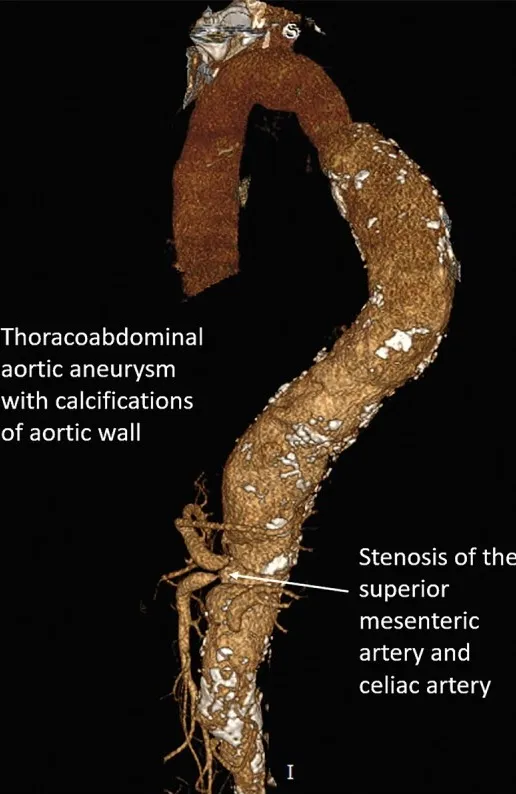 S
Thoracoabdominal
aortic aneurysm
with calcifications
of aortic wall
Stenosis of the
superior
mesenteric
artery and
celiac artery
I